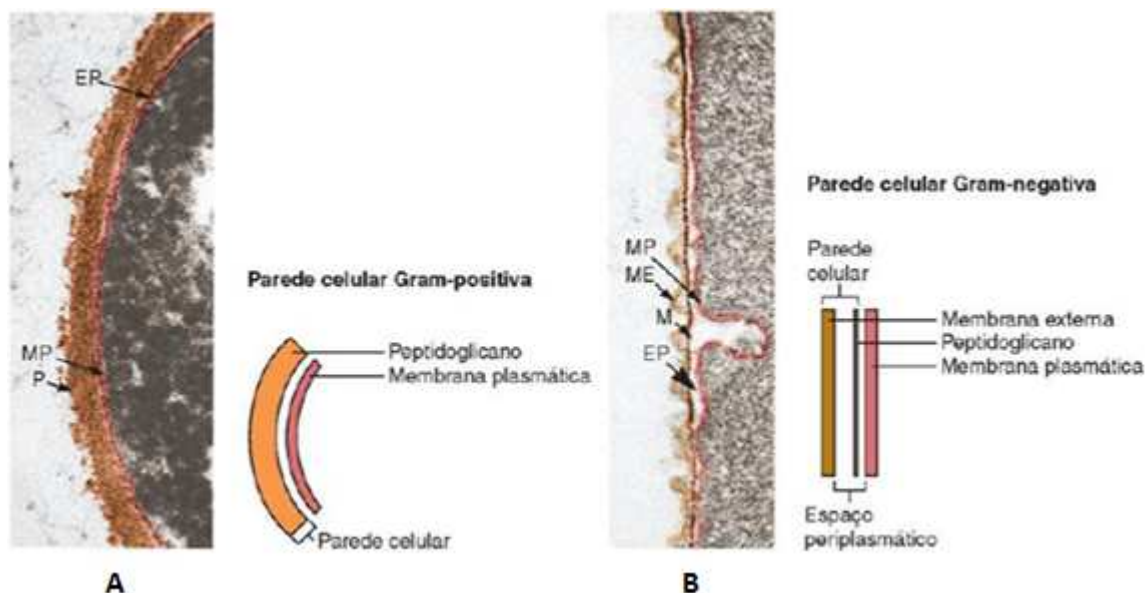 EP
MP
P
Parede celular Gram-positiva
Peptidoglicano
Membrana plasmática
Parede celular
A
MP
ME
M
EP
Parede celular Gram-negativa
Parede
celular
Membrana externa
Peptidoglicano
Membrana plasmática
Espaço
periplasmático
B